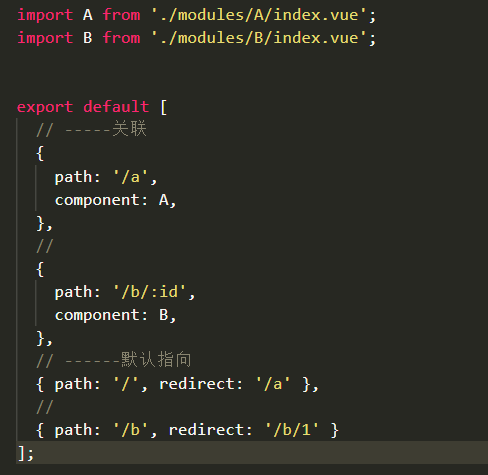 import A from './modules/A/index.vue';
import B from './modules/B/index.vue';
export default [
// -----关联
{
path: '/a',
component: A,
},
//
{
path: '/b/:id',
component: B,
},
// ------默认指向
{ path: '/', redirect: '/a' },
//
{ path: '/b', redirect: '/b/1' }
];